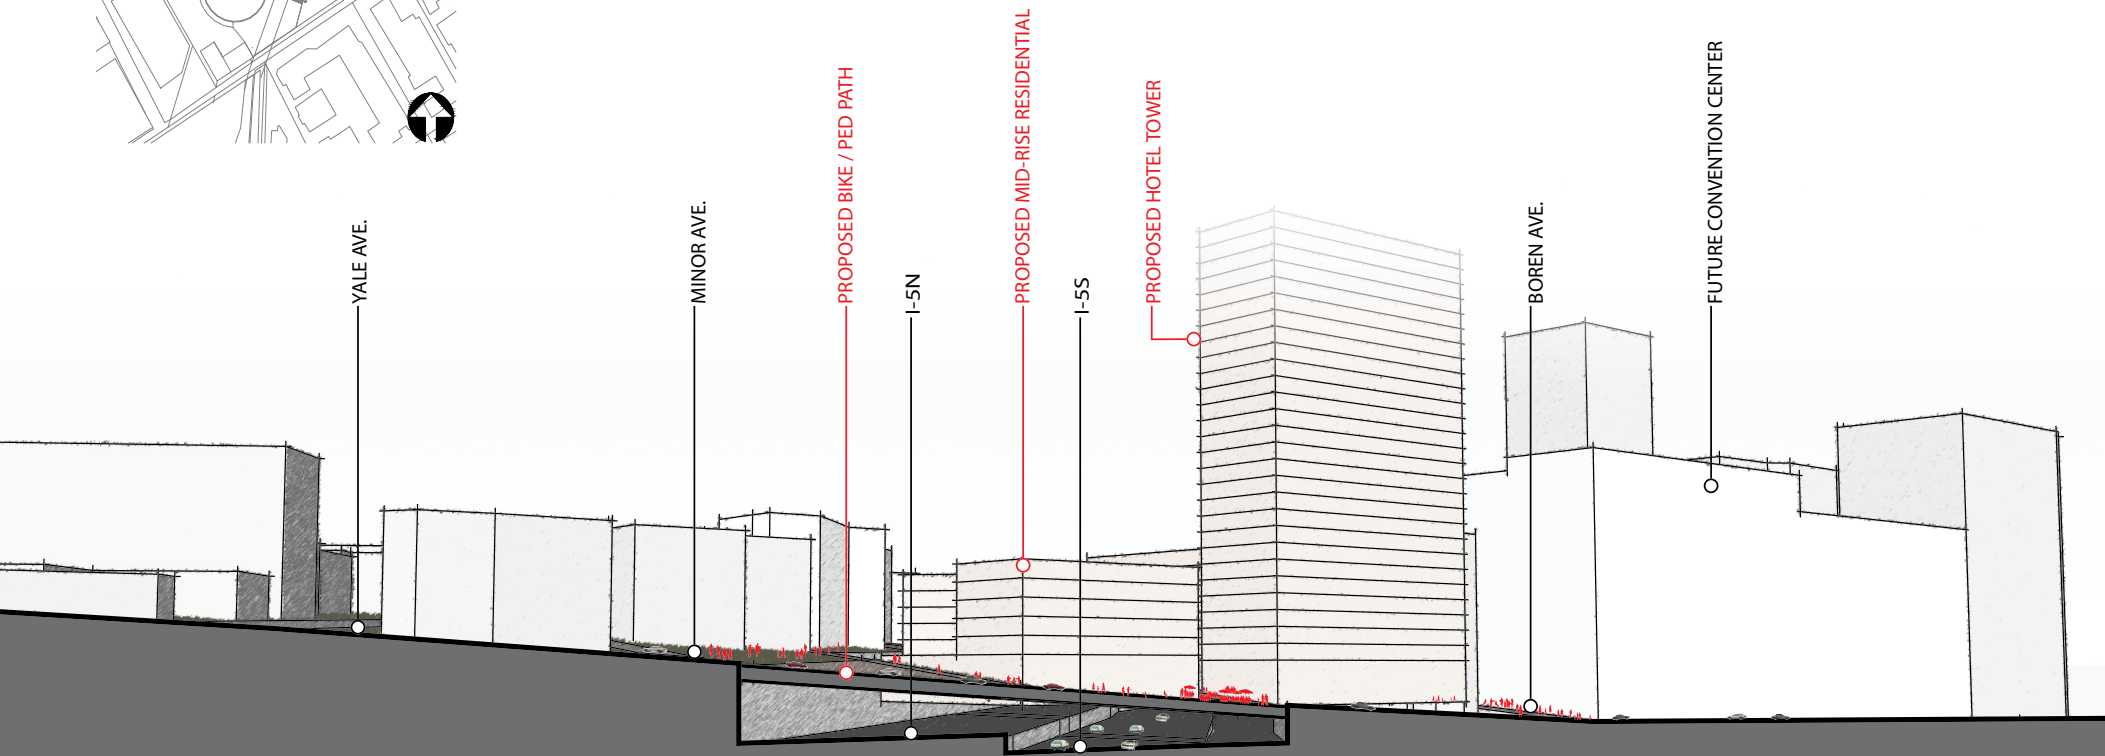 YALE AVE.
MINOR AVE.
PROPOSED BIKE / PED PATH
I-5N
PROPOSED MID-RISE RESIDENTIAL
I-5S
PROPOSED HOTEL TOWER
BOREN AVE.
FUTURE CONVENTION CENTER